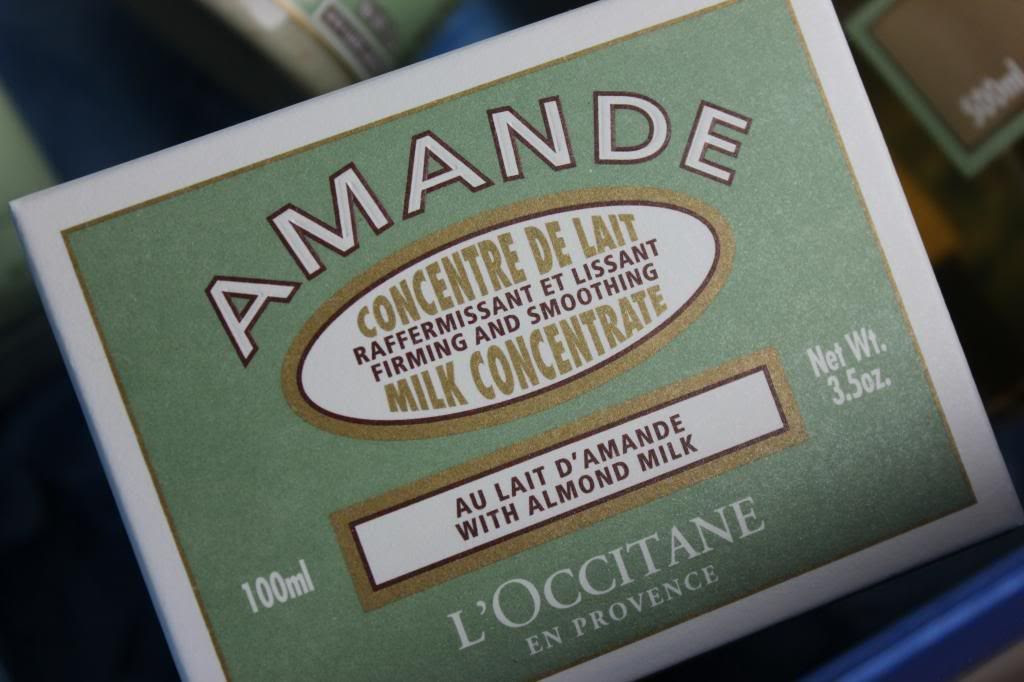 AMANDE
CONCENTRE DE LAIT
RAFFERMISSANT ET LISSANT
FIRMING AND SMOOTHING
MILK CONCENTRATE
Net Wt.
3.5oz.
AU LAIT D'AMANDE
WITH ALMOND MILK
100ml
L'OCCITANE
EN PROVENCE
500ml